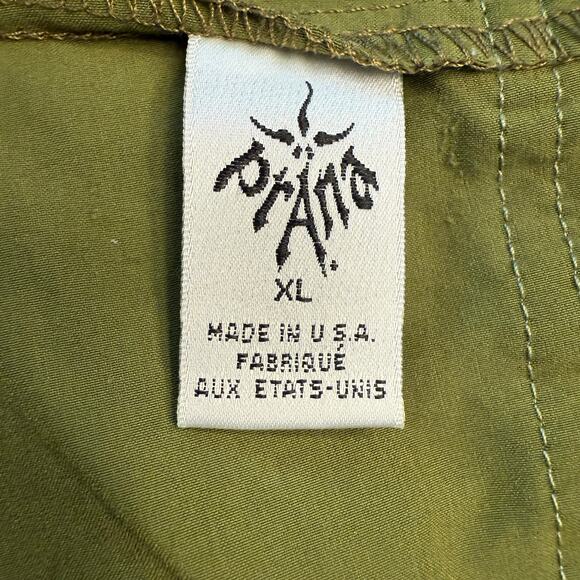 prAna
XL
MADE IN U.S.A.
FABRIQUÉ
AUX ETATS-UNIS